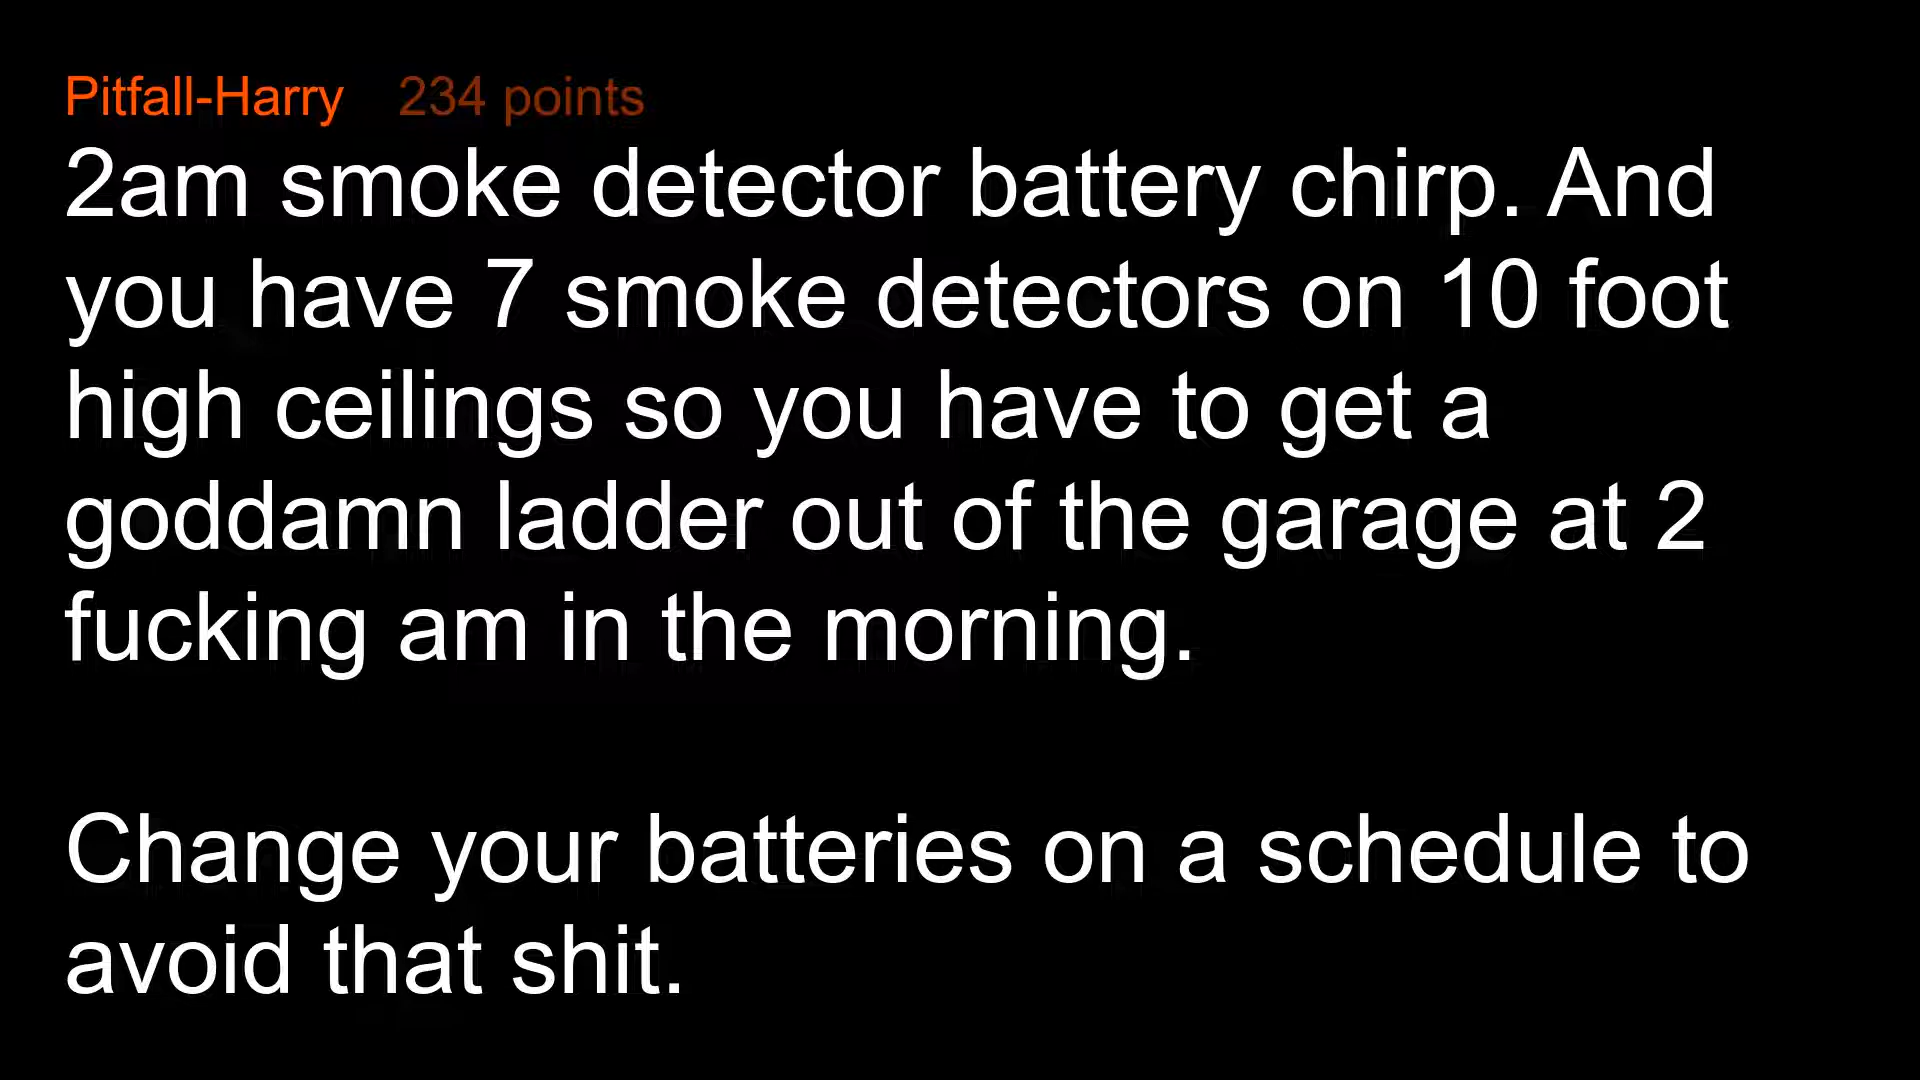 Pitfall-Harry 234 points
2am smoke detector battery chirp. And
you have 7 smoke detectors on 10 foot
high ceilings so you have to get a
goddamn ladder out of the garage at 2
fucking am in the morning.
Change your batteries on a schedule to
avoid that shit.